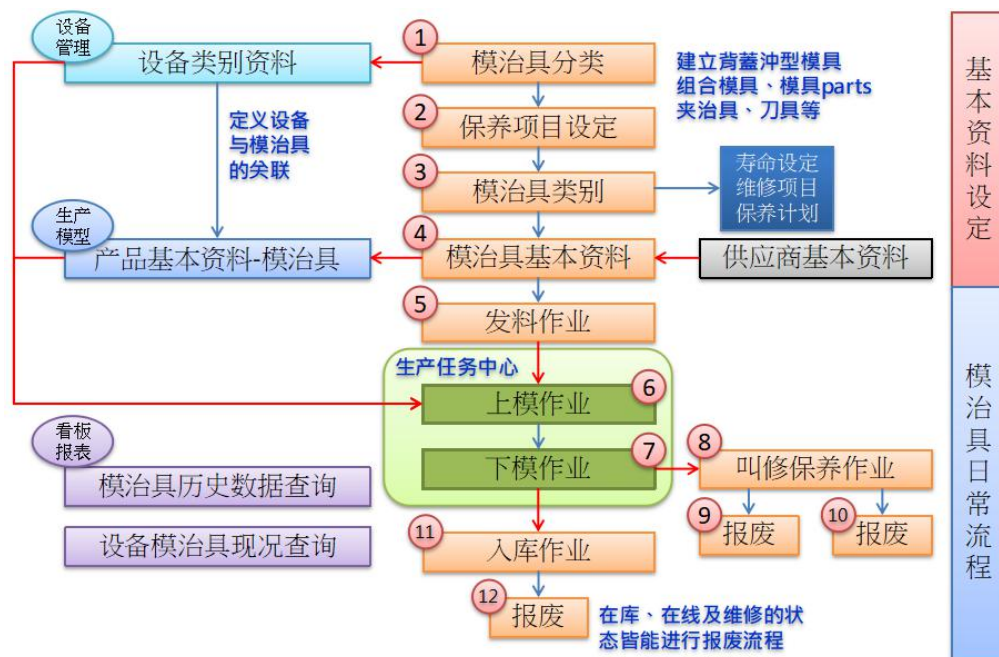 设备
管理
设备类别资料
1
模治具分类
建立背蓋沖型模具
组合模具、模具parts
夹治具、刀具等
定义设备
与模治具
的关联
2
保养项目设定
3
模治具类别
寿命设定
维修项目
保养计划
生产
模型
产品基本资料-模治具
4
模治具基本资料
供应商基本资料
5
发料作业
生产任务中心
上模作业
6
下模作业
7
8
叫修保养作业
9
报废
10
报废
看板
报表
模治具历史数据查询
设备模治具现况查询
11
入库作业
12
报废
在库、在线及维修的状
态皆能进行报废流程
基本资料设定
模治具日常流程